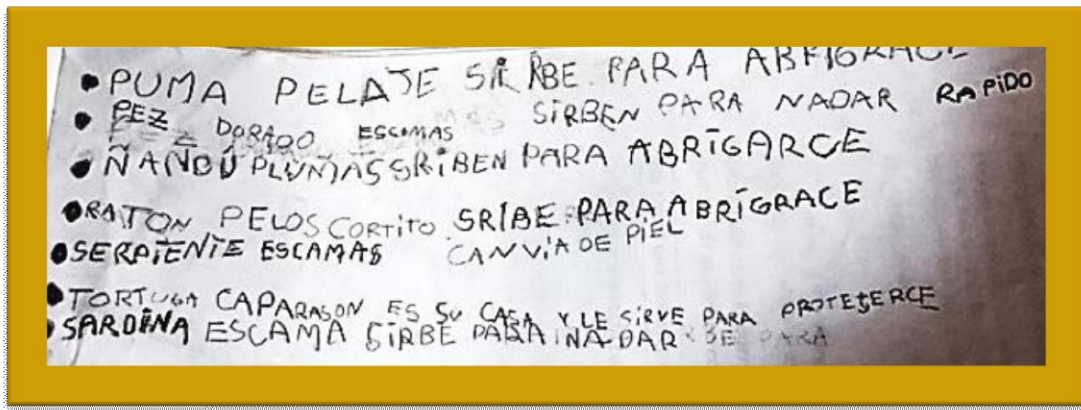 • PUMA PELAJE SIRBE PARA ABRIGRACE
• PEZ DORADO ESCAMAS SIRBEN PARA NADAR RAPIDO
• ÑANDÚ PLUMAS SRIBEN PARA ABRIGARCE
• RATON PELOS CORTITO SRIBE PARA ABRIGRACE
• SERPIENTE ESCAMAS CANVIA DE PIEL
• TORTUGA CAPARASON ES SU CASA Y LE SIRVE PARA PROTEJERCE
• SARDINA ESCAMA SIRBE PARA NADAR